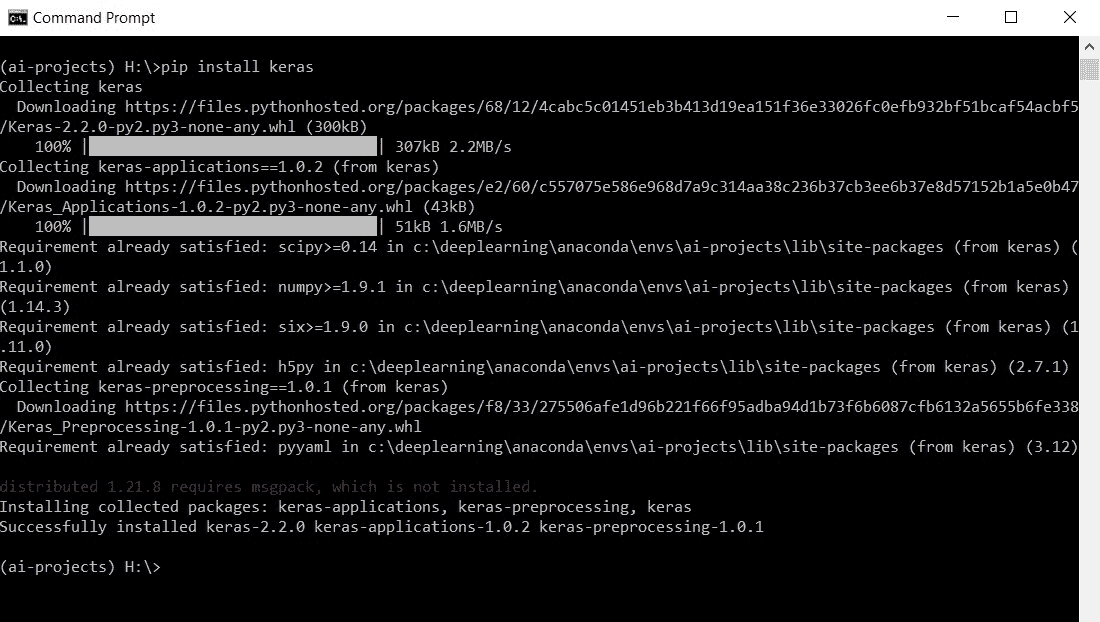 Command Prompt
(ai-projects) H:\>pip install keras
Collecting keras
  Downloading https://files.pythonhosted.org/packages/68/12/4cabc5c01451eb3b413d19ea151f36e33026fc0efb932bf51bcaf54acbf5
/Keras-2.2.0-py2.py3-none-any.whl (300kB)
    100% |████████████████████████████████| 307kB 2.2MB/s
Collecting keras-applications==1.0.2 (from keras)
  Downloading https://files.pythonhosted.org/packages/e2/60/c557075e586e968d7a9c314aa38c236b37cb3ee6b37e8d57152b1a5e0b47
/Keras_Applications-1.0.2-py2.py3-none-any.whl (43kB)
    100% |████████████████████████████████| 51kB 1.6MB/s
Requirement already satisfied: scipy>=0.14 in c:\deeplearning\anaconda\envs\ai-projects\lib\site-packages (from keras) (
1.1.0)
Requirement already satisfied: numpy>=1.9.1 in c:\deeplearning\anaconda\envs\ai-projects\lib\site-packages (from keras)
(1.14.3)
Requirement already satisfied: six>=1.9.0 in c:\deeplearning\anaconda\envs\ai-projects\lib\site-packages (from keras) (1
.11.0)
Requirement already satisfied: h5py in c:\deeplearning\anaconda\envs\ai-projects\lib\site-packages (from keras) (2.7.1)
Collecting keras-preprocessing==1.0.1 (from keras)
  Downloading https://files.pythonhosted.org/packages/f8/33/275506afe1d96b221f66f95adba94d1b73f6b6087cfb6132a5655b6fe338
/Keras_Preprocessing-1.0.1-py2.py3-none-any.whl
Requirement already satisfied: pyyaml in c:\deeplearning\anaconda\envs\ai-projects\lib\site-packages (from keras) (3.12)
distributed 1.21.8 requires msgpack, which is not installed.
Installing collected packages: keras-applications, keras-preprocessing, keras
Successfully installed keras-2.2.0 keras-applications-1.0.2 keras-preprocessing-1.0.1
(ai-projects) H:\>